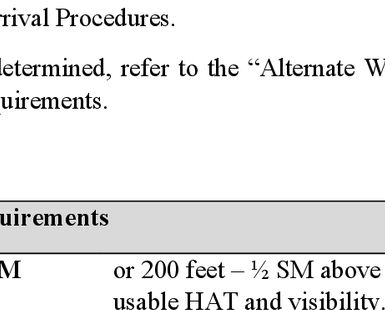 rrival Procedures.
determined, refer to the “Alternate W
quirements.
uirements
M or 200 feet – ½ SM above
usable HAT and visibility.